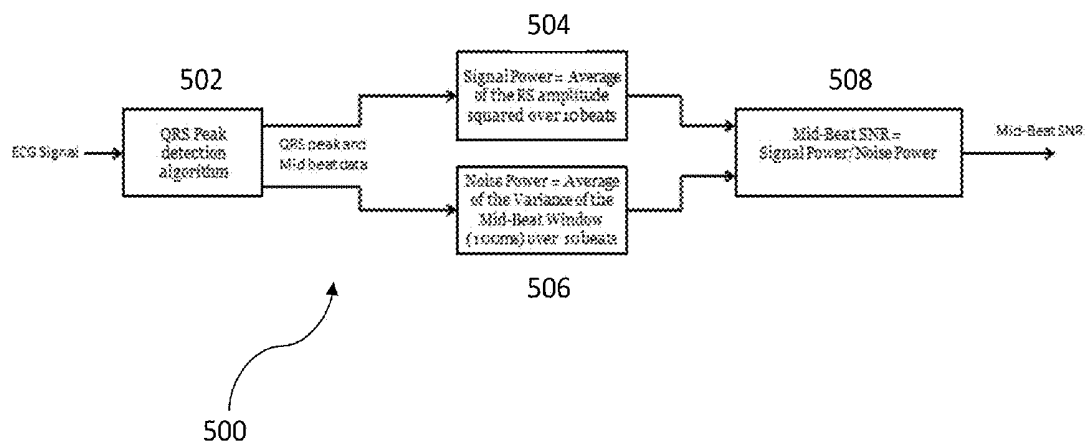 504
502
508
Signal Power = Average
of the RS amplitude
squared over 10 beats
QRS Peak
detection
algorithm
ECG Signal
QRS peak and
Mid beat data
Mid-Beat SNR =
Signal Power/Noise Power
Mid-Beat SNR
Noise Power = Average
of the Variance of the
Mid-Beat Window
(100ms) over 10 beats
506
500